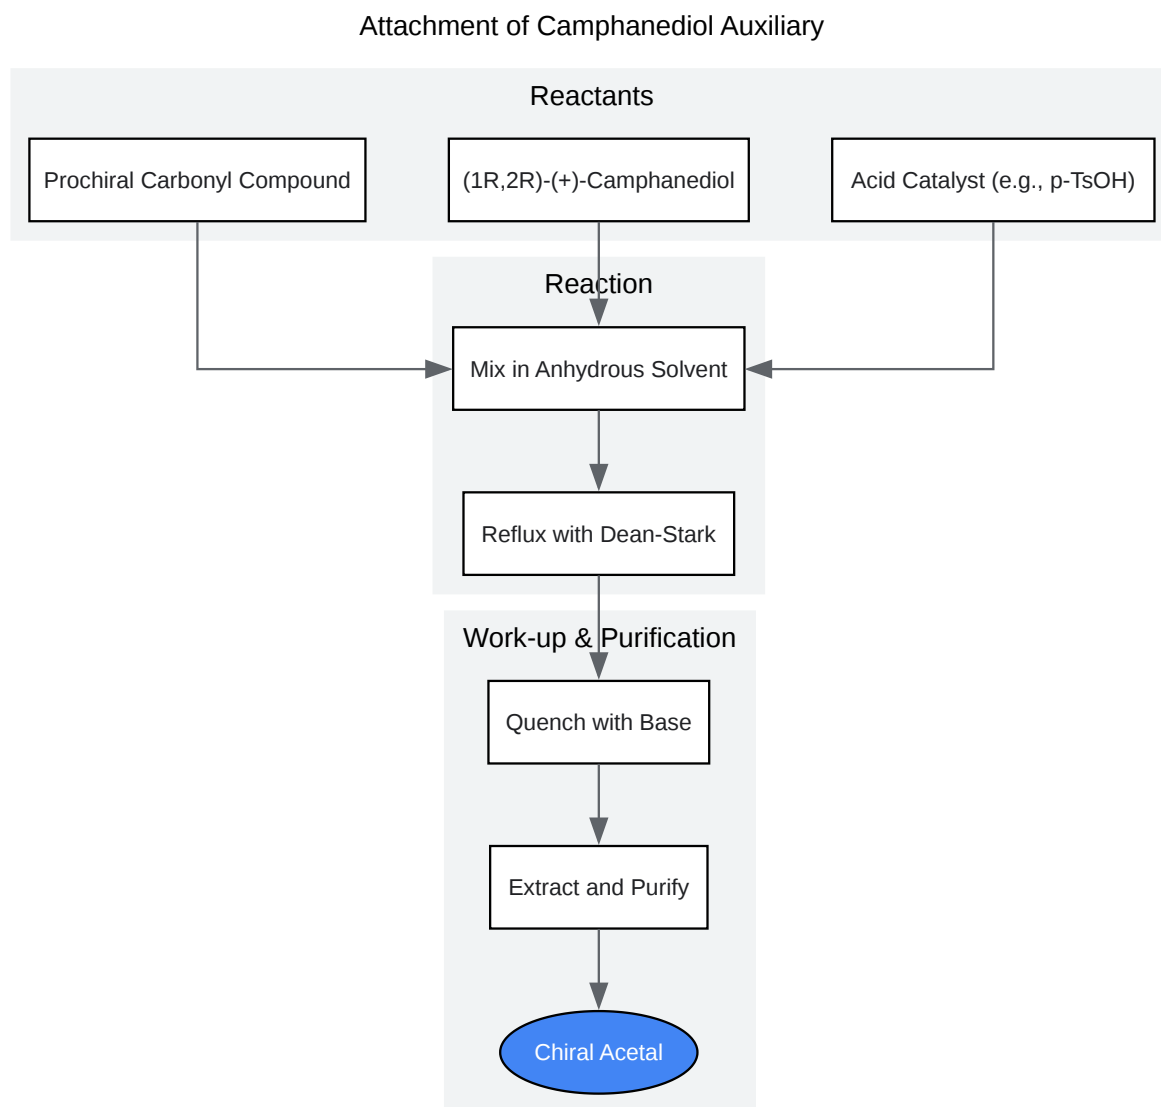 Attachment of Camphanediol Auxiliary
Reactants
Prochiral Carbonyl Compound
(1R,2R)-(+)-Camphanediol
Acid Catalyst (e.g., p-TsOH)
Reaction
Mix in Anhydrous Solvent
Reflux with Dean-Stark
Work-up & Purification
Quench with Base
Extract and Purify
Chiral Acetal